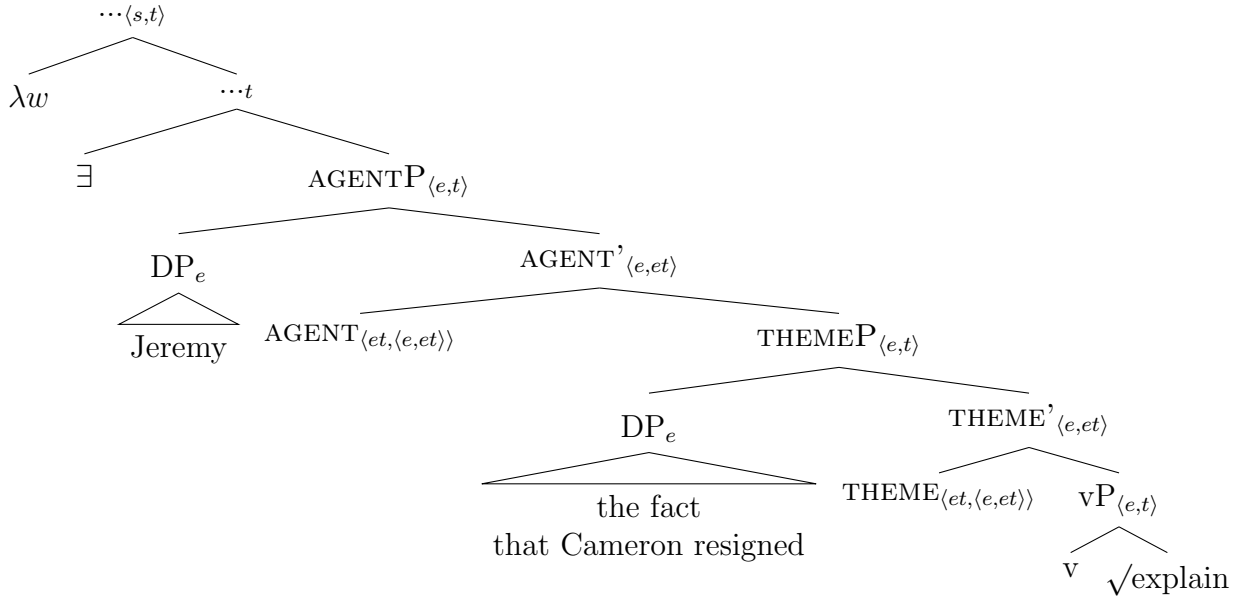 ...⟨s,t⟩
λw ...t
∃ AGENTP⟨e,t⟩
DPe AGENT’⟨e,et⟩
Jeremy AGENT⟨et,⟨e,et⟩⟩ THEMEP⟨e,t⟩
DPe THEME’⟨e,et⟩
the fact THEME⟨et,⟨e,et⟩⟩ vP⟨e,t⟩
that Cameron resigned
v √explain